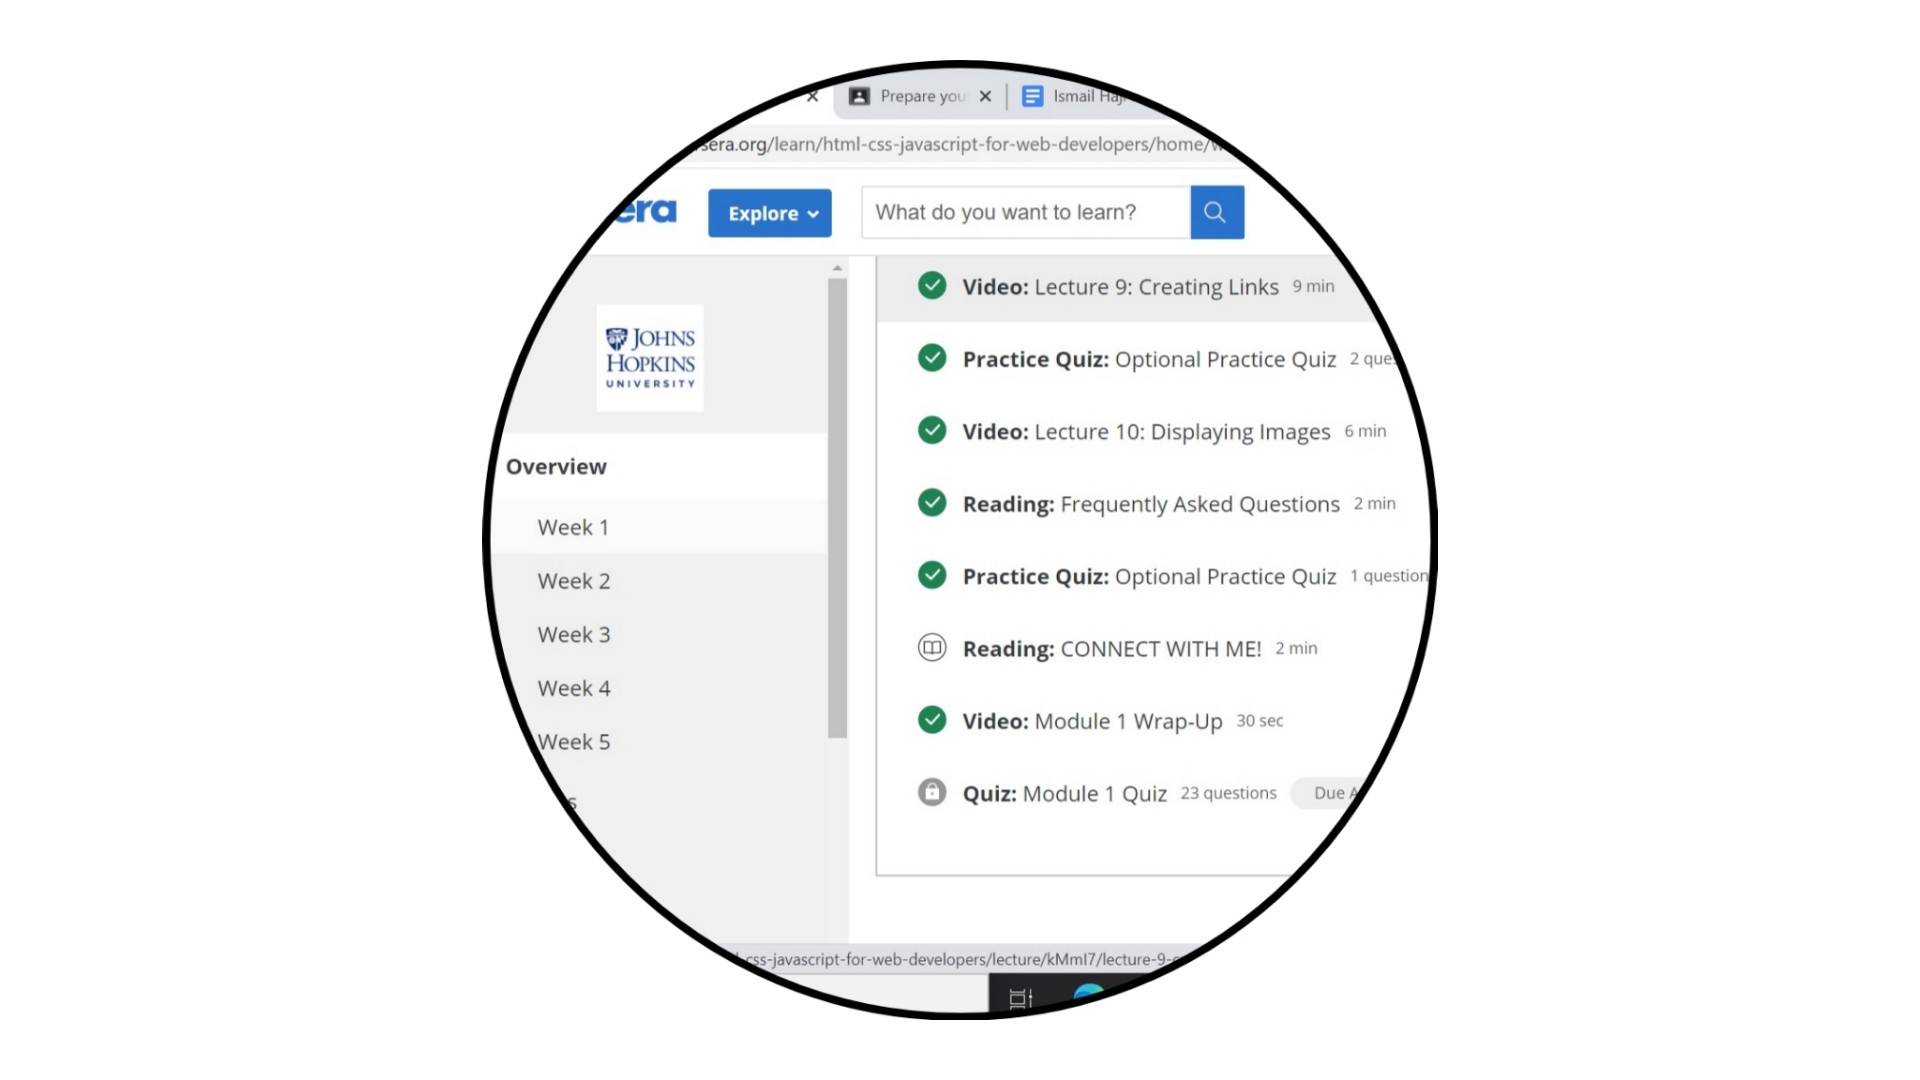 Prepare you
Ismail Haji
sera.org/learn/html-css-javascript-for-web-developers/home/w
era
Explore
What do you want to learn?
JOHNS
HOPKINS
UNIVERSITY
Overview
Week 1
Week 2
Week 3
Week 4
Week 5
s
Video: Lecture 9: Creating Links 9 min
Practice Quiz: Optional Practice Quiz 2 ques
Video: Lecture 10: Displaying Images 6 min
Reading: Frequently Asked Questions 2 min
Practice Quiz: Optional Practice Quiz 1 question
Reading: CONNECT WITH ME! 2 min
Video: Module 1 Wrap-Up 30 sec
Quiz: Module 1 Quiz 23 questions Due A
-css-javascript-for-web-developers/lecture/kMmI7/lecture-9-c